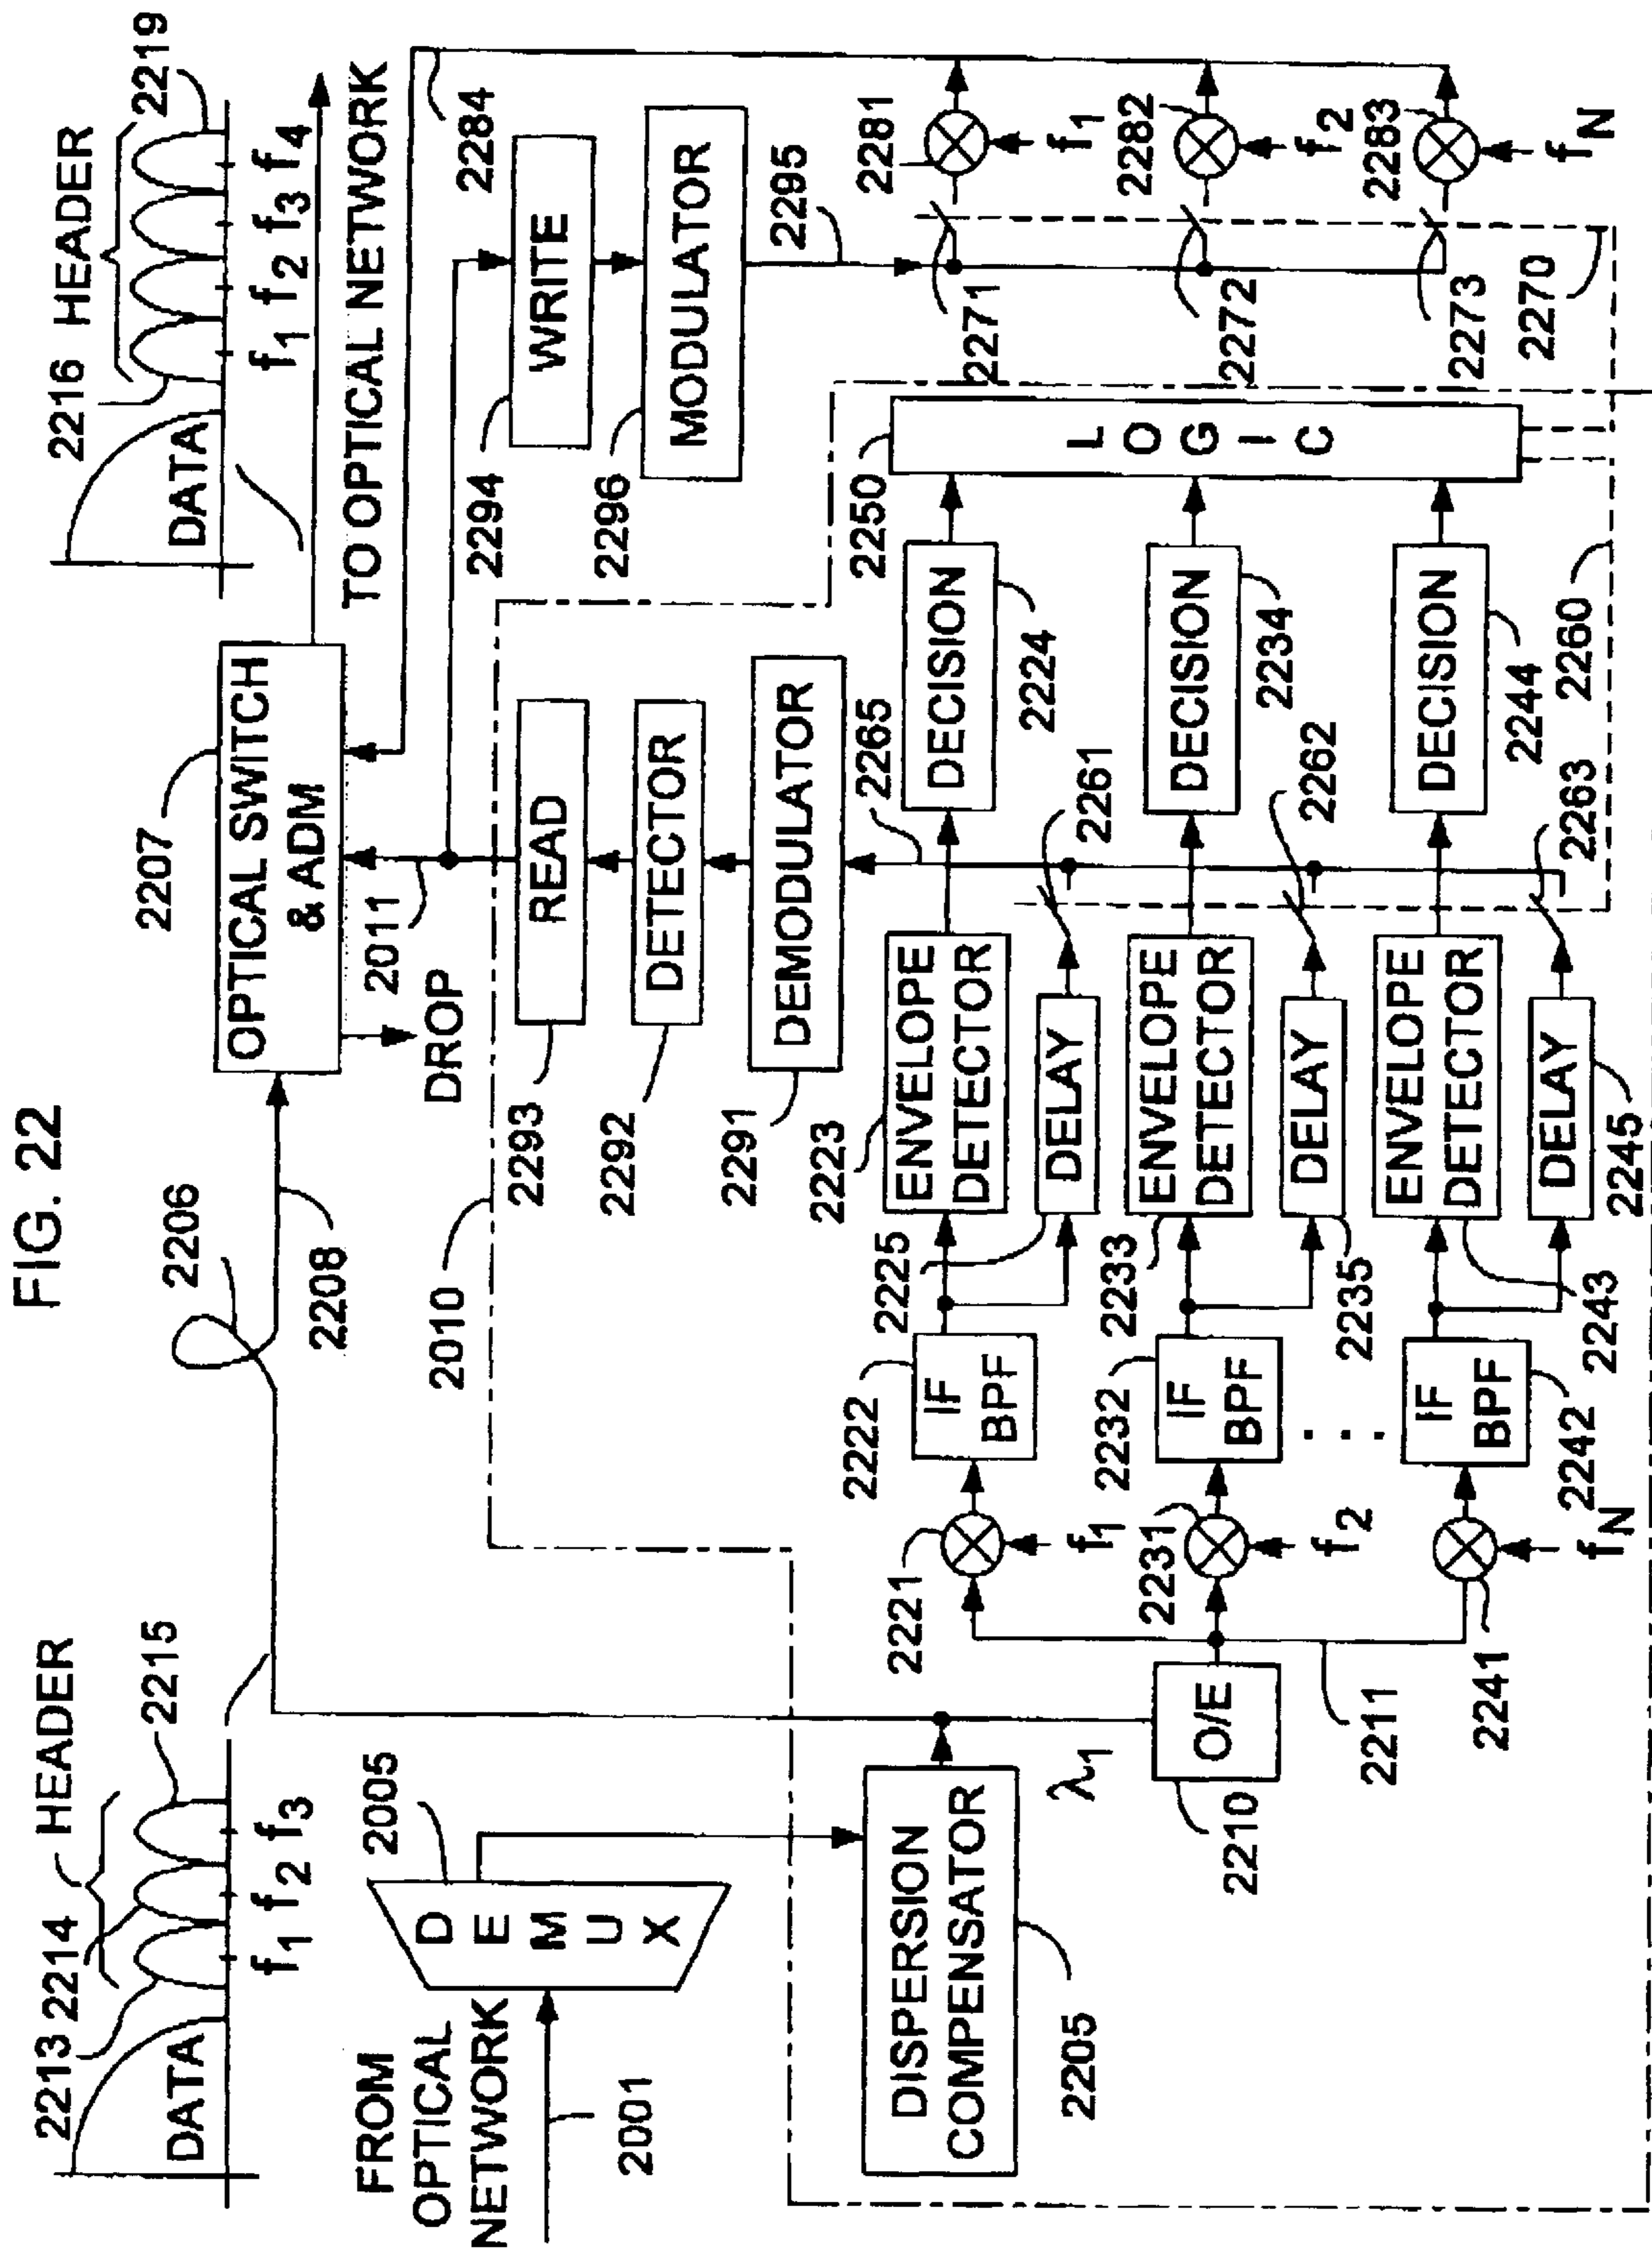 FIG. 22
2213
2214
HEADER
2215
DATA
f1 f2 f3
2206
2208
2207
OPTICAL SWITCH
& ADM
2011
DROP
2216
HEADER
2219
DATA
f1 f2 f3 f4
TO OPTICAL NETWORK
2284
FROM
OPTICAL
NETWORK
2001
DEMUX
2005
2010
2293
READ
2292
DETECTOR
2291
DEMODULATOR
2265
2294
WRITE
2296
MODULATOR
2295
DISPERSION
COMPENSATOR
2205
λ1
O/E
2210
2211
2221
f1
2222
IF
BPF
2223
ENVELOPE
DETECTOR
2225
DELAY
2261
DECISION
2224
2231
f2
2232
IF
BPF
2233
ENVELOPE
DETECTOR
2235
DELAY
2262
DECISION
2234
. . .
2241
fN
2242
IF
BPF
2243
ENVELOPE
DETECTOR
2245
DELAY
2263
DECISION
2244
2260
2250
LOGIC
2271
2281
f1
2272
2282
f2
2273
2283
fN
2270